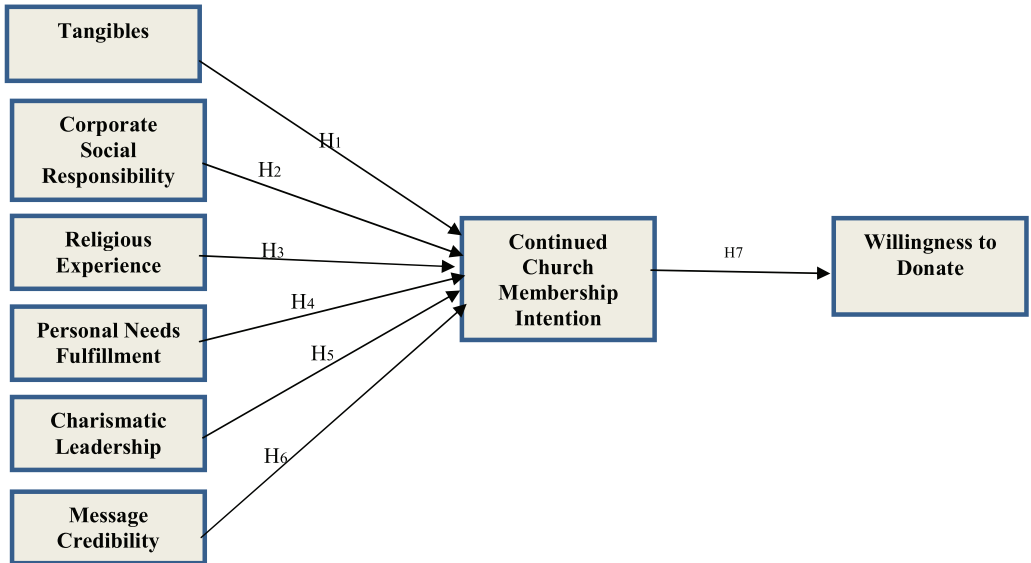 Tangibles
H1
Corporate
Social
Responsibility
H2
Religious
Experience
H3
Personal Needs
Fulfillment
H4
Charismatic
Leadership
H5
Message
Credibility
H6
Continued
Church
Membership
Intention
H7
Willingness to
Donate